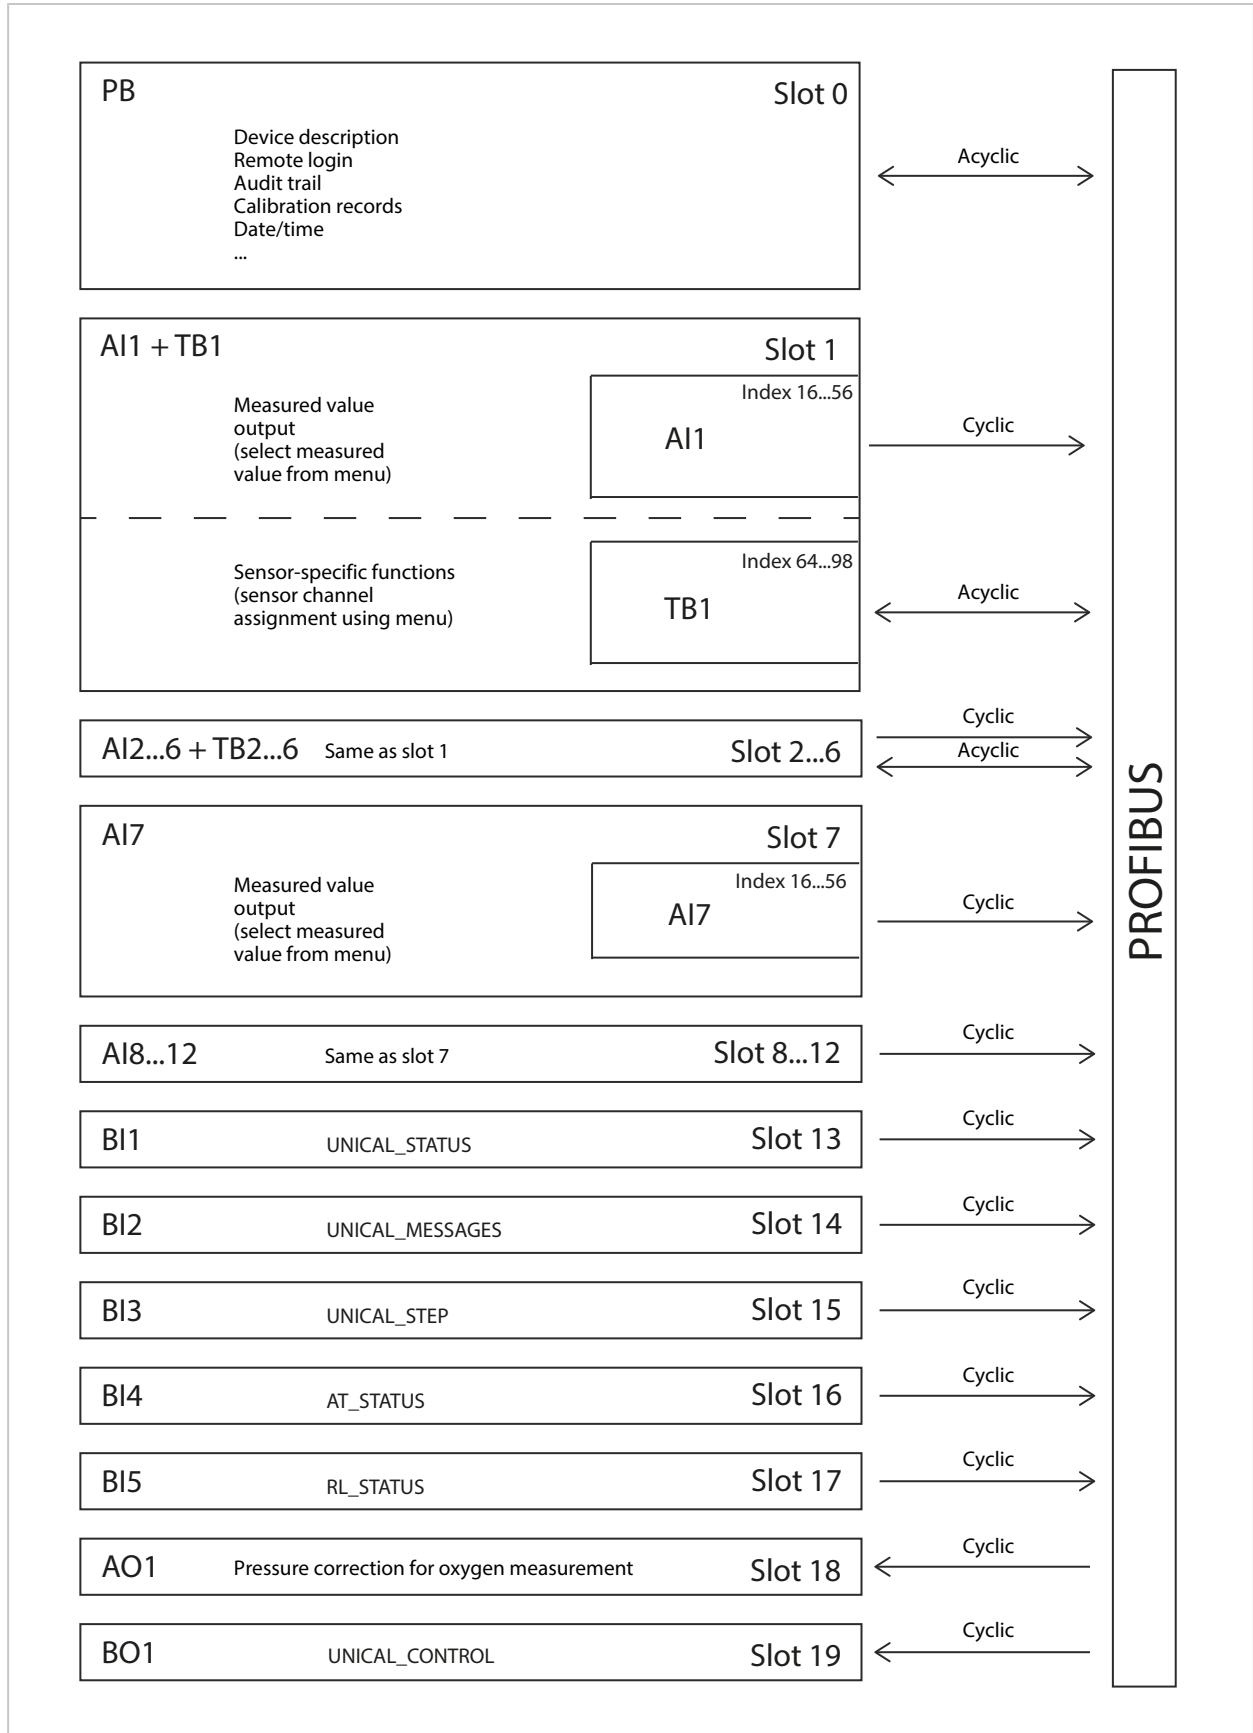 PB
Slot 0
Device description
Remote login
Audit trail
Calibration records
Date/time
...
Acyclic
AI1 + TB1
Slot 1
Measured value
output
(select measured
value from menu)
Index 16...56
AI1
Cyclic
Sensor-specific functions
(sensor channel
assignment using menu)
Index 64...98
TB1
Acyclic
AI2...6 + TB2...6
Same as slot 1
Slot 2...6
Cyclic
Acyclic
AI7
Slot 7
Measured value
output
(select measured
value from menu)
Index 16...56
AI7
Cyclic
AI8...12
Same as slot 7
Slot 8...12
Cyclic
BI1
UNICAL_STATUS
Slot 13
Cyclic
BI2
UNICAL_MESSAGES
Slot 14
Cyclic
BI3
UNICAL_STEP
Slot 15
Cyclic
BI4
AT_STATUS
Slot 16
Cyclic
BI5
RL_STATUS
Slot 17
Cyclic
AO1
Pressure correction for oxygen measurement
Slot 18
Cyclic
BO1
UNICAL_CONTROL
Slot 19
Cyclic
PROFIBUS